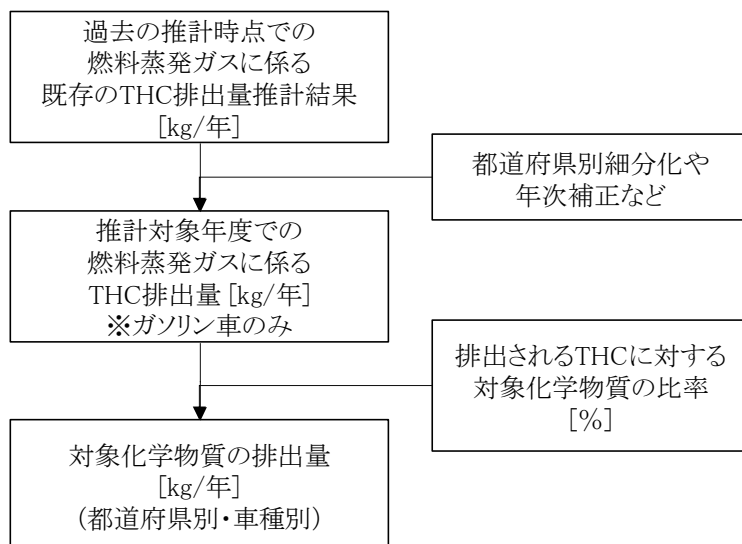 過去の推計時点での
燃料蒸発ガスに係る
既存のTHC排出量推計結果
[kg/年]
都道府県別細分化や
年次補正など
推計対象年度での
燃料蒸発ガスに係る
THC排出量[kg/年]
※ガソリン車のみ
排出されるTHCに対する
対象化学物質の比率
[%]
対象化学物質の排出量
[kg/年]
(都道府県別・車種別)